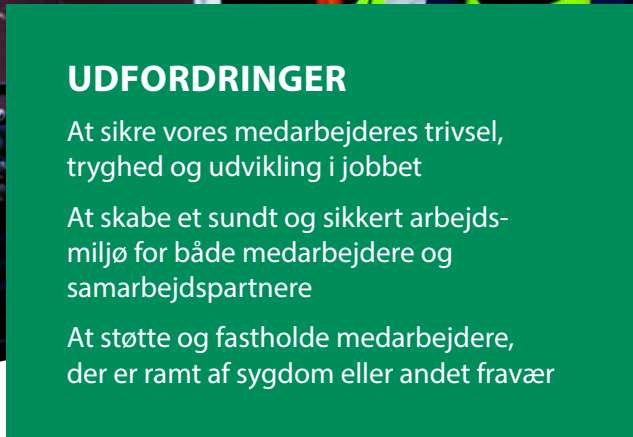 UDFORDRINGER
At sikre vores medarbejderes trivsel,
tryghed og udvikling i jobbet
At skabe et sundt og sikkert arbejds-
miljø for både medarbejdere og
samarbejdspartnere
At støtte og fastholde medarbejdere,
der er ramt af sygdom eller andet fravær